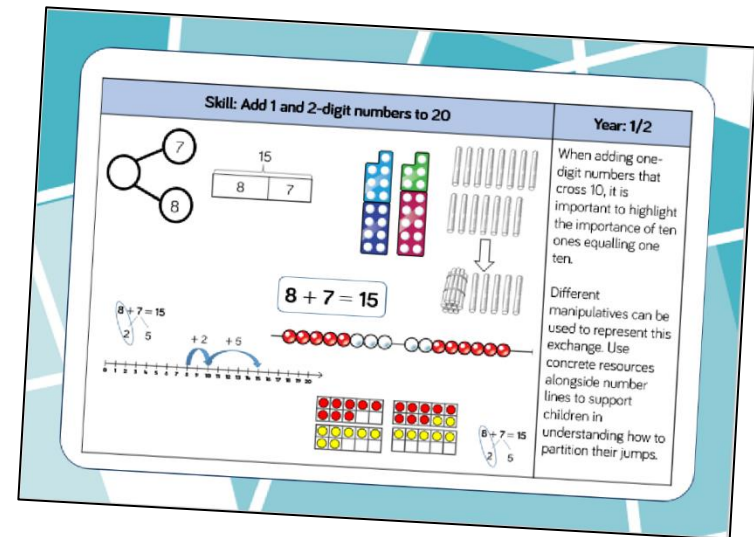 Skill: Add 1 and 2-digit numbers to 20
Year: 1/2
7
8
15
8 7
8 + 7 = 15
8 + 7 = 15
2 5
+2 +5
0 1 2 3 4 5 6 7 8 9 10 11 12 13 14 15 16 17 18 19 20
8 + 7 = 15
2 5
When adding one-
digit numbers that
cross 10, it is
important to highlight
the importance of ten
ones equalling one
ten.
Different
manipulatives can be
used to represent this
exchange. Use
concrete resources
alongside number
lines to support
children in
understanding how to
partition their jumps.